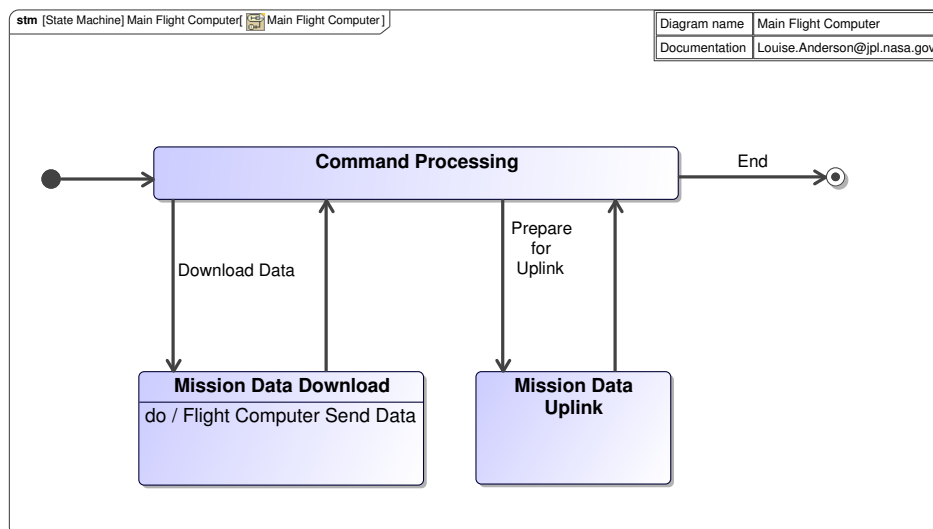 stm [State Machine] Main Flight Computer[ Main Flight Computer ]
Diagram name Main Flight Computer
Documentation Louise.Anderson@jpl.nasa.gov
Command Processing
End
Download Data
Prepare
for
Uplink
Mission Data Download
do / Flight Computer Send Data
Mission Data
Uplink